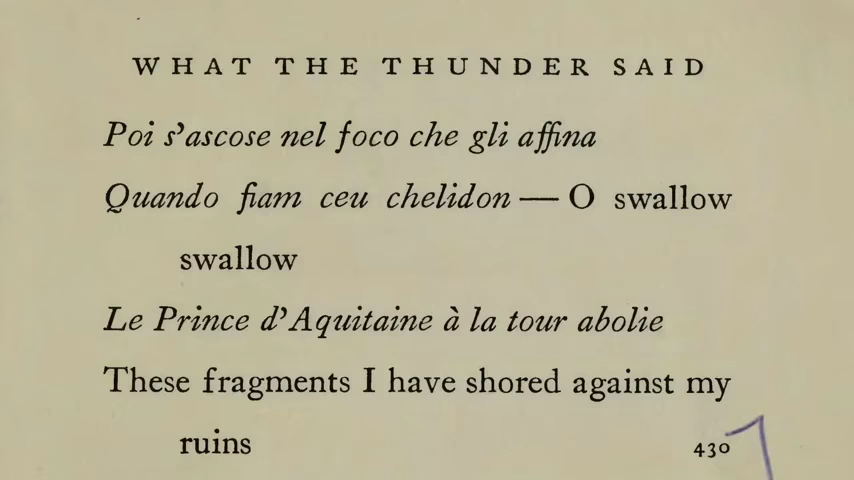 WHAT THE THUNDER SAID
Poi s'ascose nel foco che gli affina
Quando fiam ceu chelidon — O swallow
swallow
Le Prince d'Aquitaine à la tour abolie
These fragments I have shored against my
ruins 430